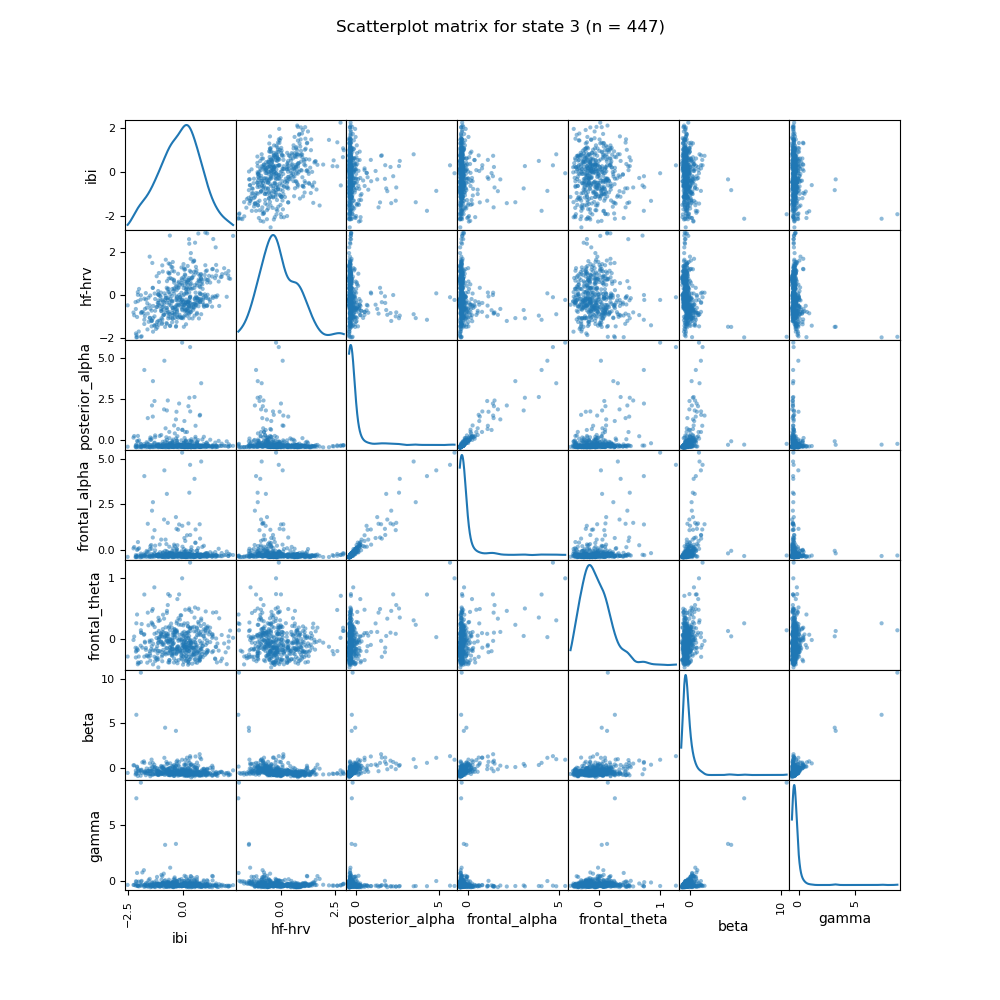 Scatterplot matrix for state 3 (n = 447)
ibi
2
0
−2
hf-hrv
2
0
−2
posterior_alpha
5.0
2.5
0.0
frontal_alpha
5.0
2.5
0.0
frontal_theta
1
0
beta
10
5
0
gamma
5
0
−2.5 0.0 0.0 2.5 0 5 0 5 0 1 0 10 0 5
ibi hf-hrv posterior_alpha frontal_alpha frontal_theta beta gamma